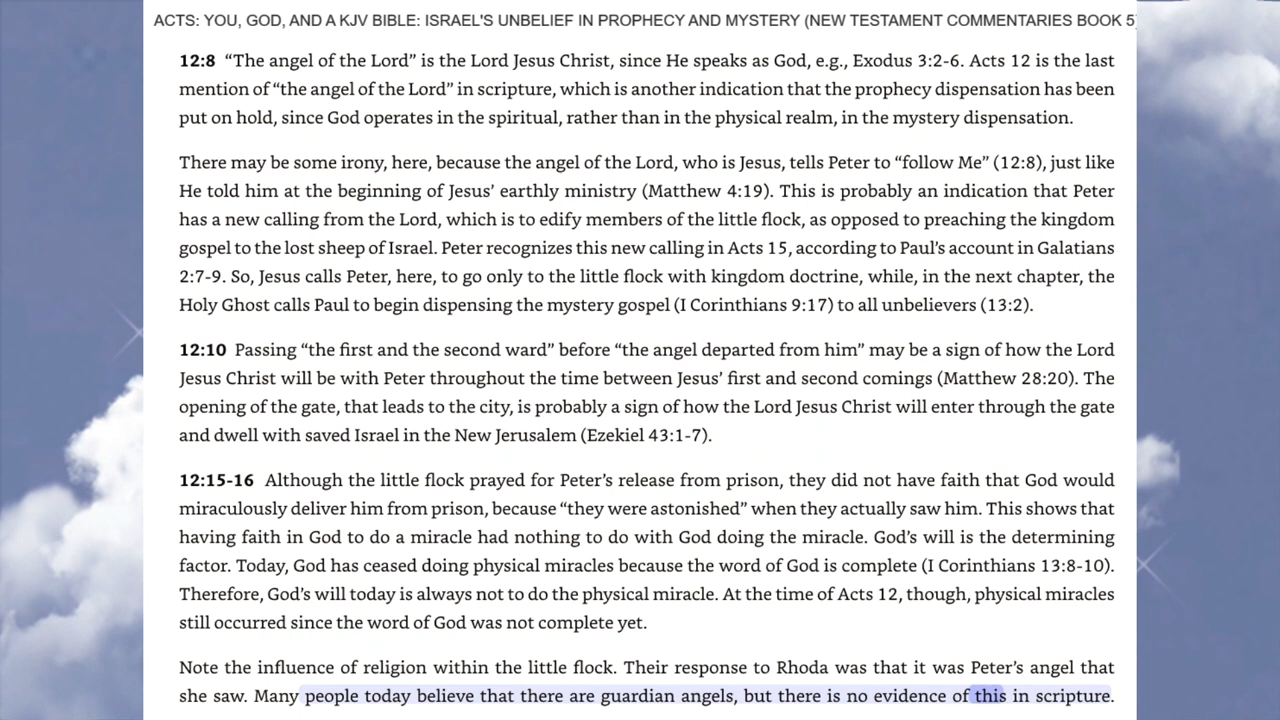 ACTS: YOU, GOD, AND A KJV BIBLE: ISRAEL'S UNBELIEF IN PROPHECY AND MYSTERY (NEW TESTAMENT COMMENTARIES BOOK 5)
12:8 “The angel of the Lord” is the Lord Jesus Christ, since He speaks as God, e.g., Exodus 3:2-6. Acts 12 is the last
mention of “the angel of the Lord” in scripture, which is another indication that the prophecy dispensation has been
put on hold, since God operates in the spiritual, rather than in the physical realm, in the mystery dispensation.
There may be some irony, here, because the angel of the Lord, who is Jesus, tells Peter to “follow Me” (12:8), just like
He told him at the beginning of Jesus’ earthly ministry (Matthew 4:19). This is probably an indication that Peter
has a new calling from the Lord, which is to edify members of the little flock, as opposed to preaching the kingdom
gospel to the lost sheep of Israel. Peter recognizes this new calling in Acts 15, according to Paul’s account in Galatians
2:7-9. So, Jesus calls Peter, here, to go only to the little flock with kingdom doctrine, while, in the next chapter, the
Holy Ghost calls Paul to begin dispensing the mystery gospel (I Corinthians 9:17) to all unbelievers (13:2).
12:10 Passing “the first and the second ward” before “the angel departed from him” may be a sign of how the Lord
Jesus Christ will be with Peter throughout the time between Jesus’ first and second comings (Matthew 28:20). The
opening of the gate, that leads to the city, is probably a sign of how the Lord Jesus Christ will enter through the gate
and dwell with saved Israel in the New Jerusalem (Ezekiel 43:1-7).
12:15-16 Although the little flock prayed for Peter’s release from prison, they did not have faith that God would
miraculously deliver him from prison, because “they were astonished” when they actually saw him. This shows that
having faith in God to do a miracle had nothing to do with God doing the miracle. God’s will is the determining
factor. Today, God has ceased doing physical miracles because the word of God is complete (I Corinthians 13:8-10).
Therefore, God’s will today is always not to do the physical miracle. At the time of Acts 12, though, physical miracles
still occurred since the word of God was not complete yet.
Note the influence of religion within the little flock. Their response to Rhoda was that it was Peter’s angel that
she saw. Many people today believe that there are guardian angels, but there is no evidence of this in scripture.